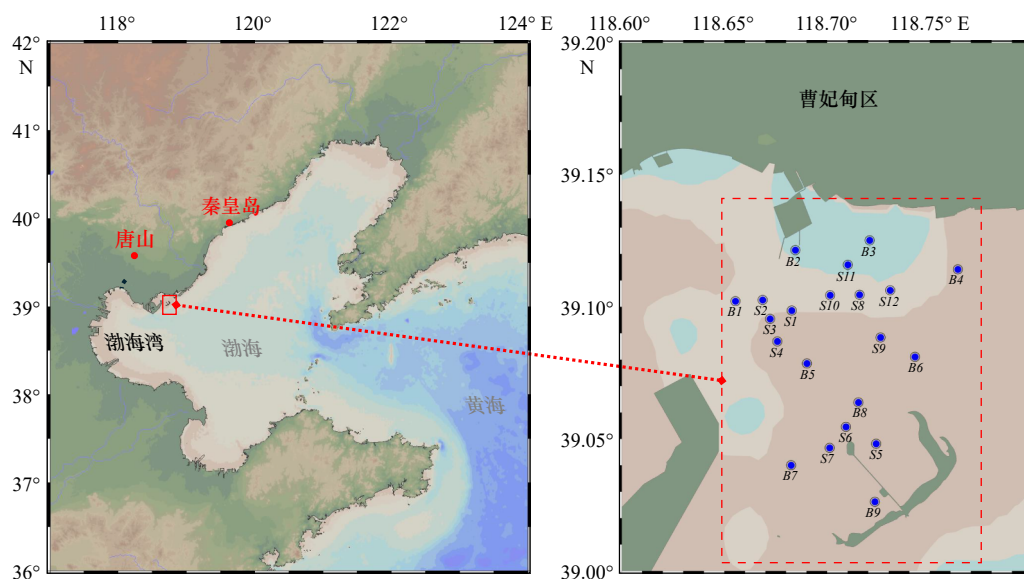 118°
120°
122°
124° E
118.60°
118.65°
118.70°
118.75° E
42°
N
41°
40°
39°
38°
37°
36°
秦皇岛
唐山
渤海湾
渤海
黄海
39.20°
N
39.15°
39.10°
39.05°
39.00°
曹妃甸区
B2
B3
S11
B4
B1
S2
S10
S8
S12
S3
S1
S4
S9
B5
B6
B8
S6
S7
S5
B7
B9